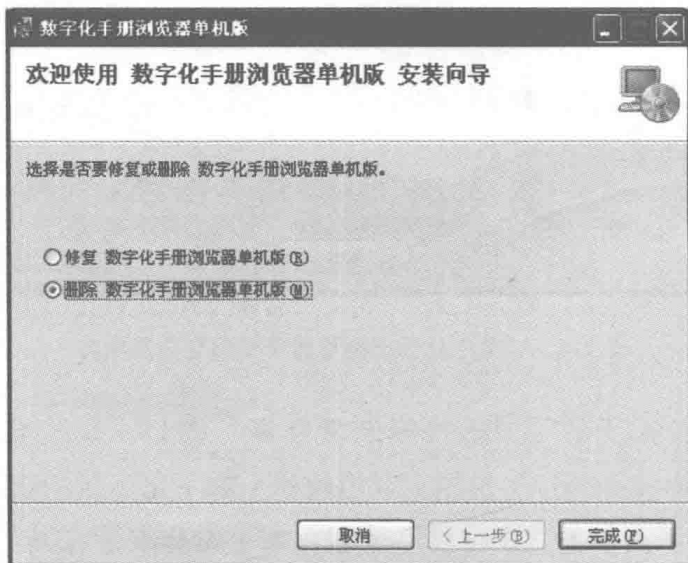 数字化手册浏览器单机版
欢迎使用 数字化手册浏览器单机版 安装向导
选择是否要修复或删除 数字化手册浏览器单机版。
修复 数字化手册浏览器单机版(R)
删除 数字化手册浏览器单机版(M)
取消
<上一步(B)
完成(F)